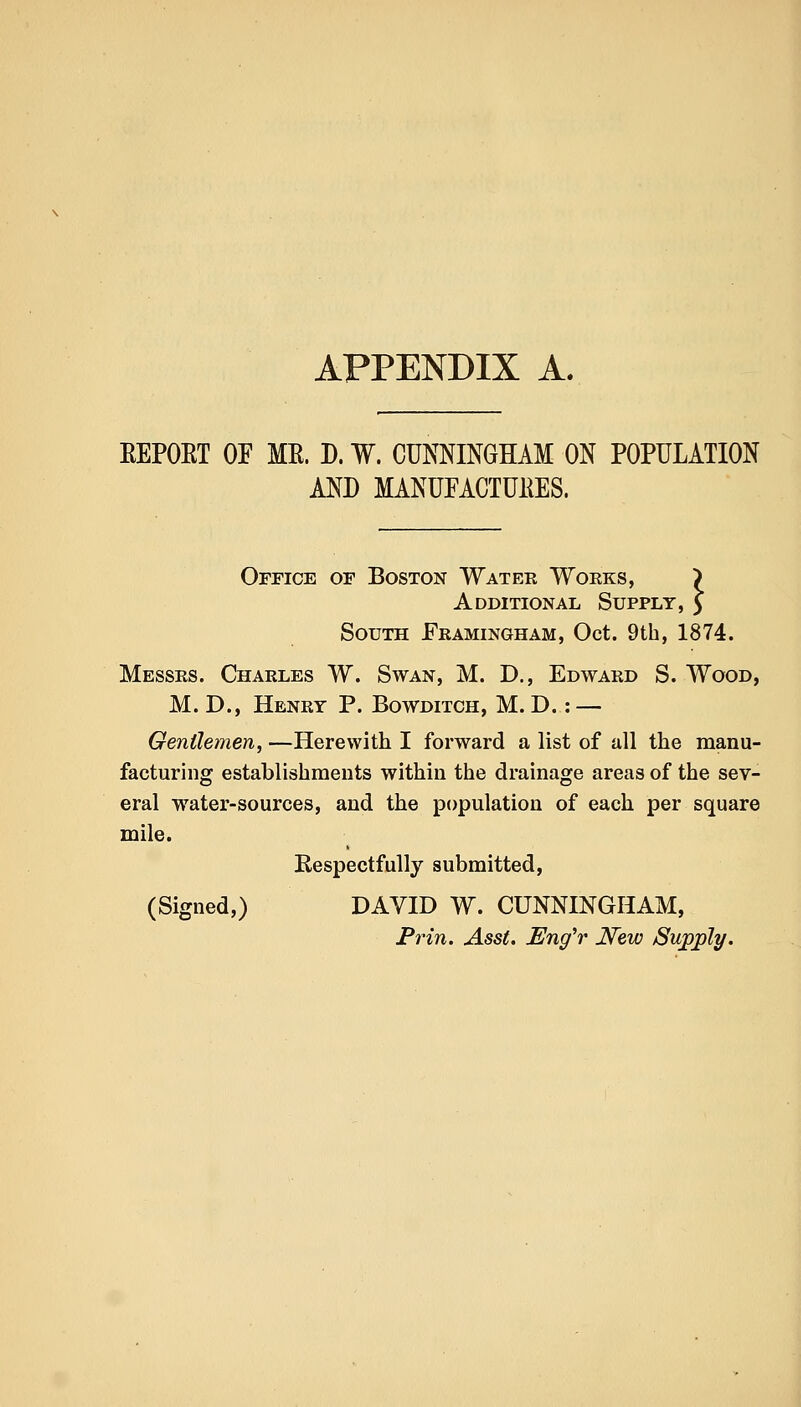 APPENDIX A.
REPORT OF MR. D. W. CUNNINGHAM ON POPULATION
AND MANUFACTURES.
OFFICE OF BOSTON WATER WORKS, }
ADDITIONAL SUPPLY, }
SOUTH FRAMINGHAM, Oct. 9th, 1874.
MESSRS. CHARLES W. SWAN, M. D., EDWARD S. WOOD,
M. D., HENRY P. BOWDITCH, M. D. : —
Gentlemen, —Herewith I forward a list of all the manu-
facturing establishments within the drainage areas of the sev-
eral water-sources, and the population of each per square
mile.
Respectfully submitted,
(Signed,) DAVID W. CUNNINGHAM,
Prin. Asst. Eng'r New Supply.